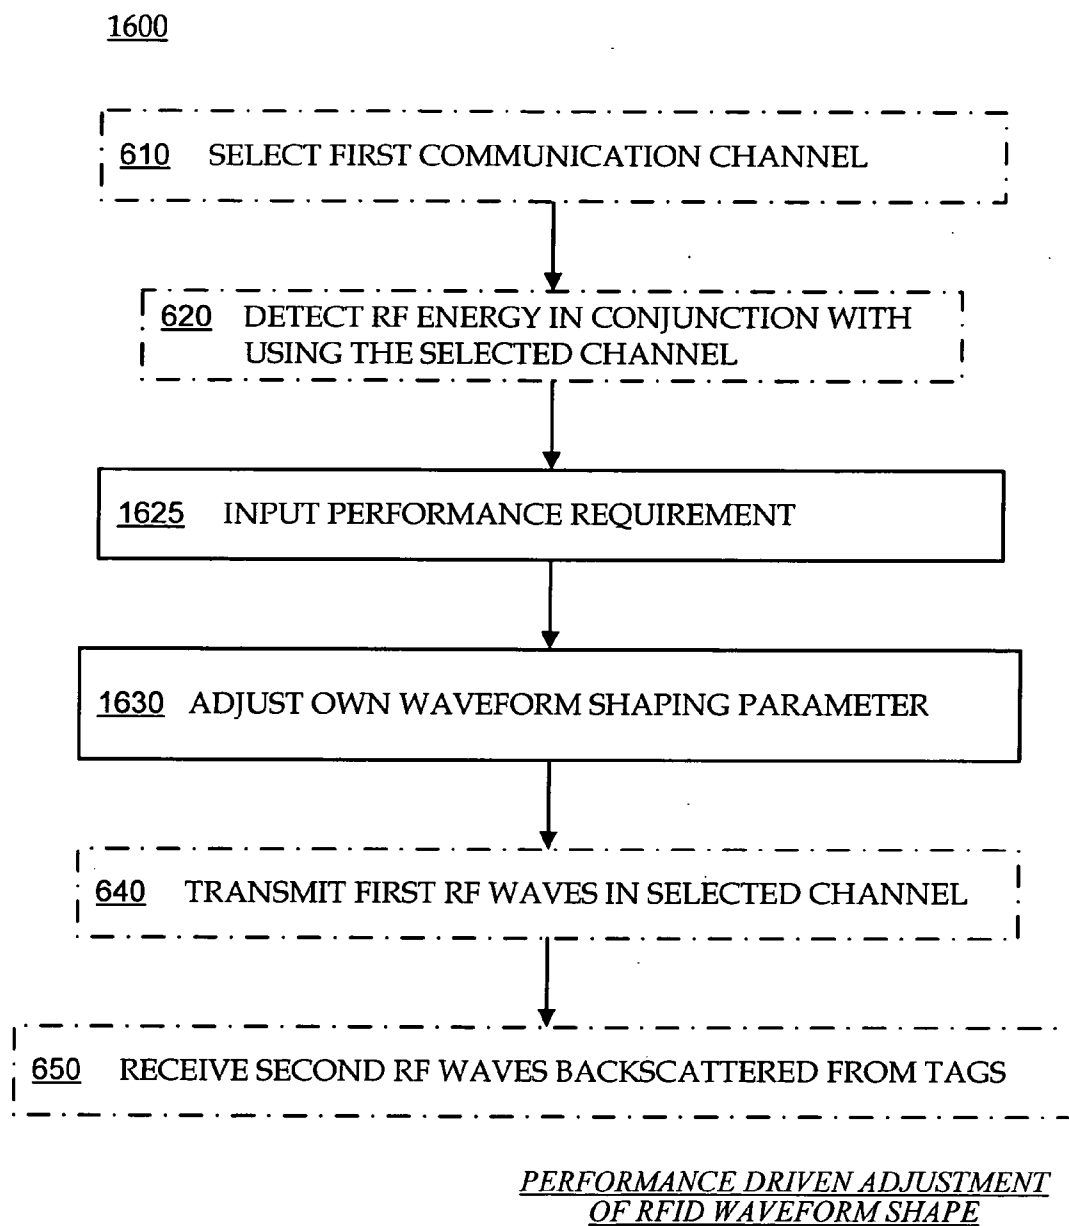 1600
610 SELECT FIRST COMMUNICATION CHANNEL
620 DETECT RF ENERGY IN CONJUNCTION WITH
USING THE SELECTED CHANNEL
1625 INPUT PERFORMANCE REQUIREMENT
1630 ADJUST OWN WAVEFORM SHAPING PARAMETER
640 TRANSMIT FIRST RF WAVES IN SELECTED CHANNEL
650 RECEIVE SECOND RF WAVES BACKSCATTERED FROM TAGS
PERFORMANCE DRIVEN ADJUSTMENT
OF RFID WAVEFORM SHAPE